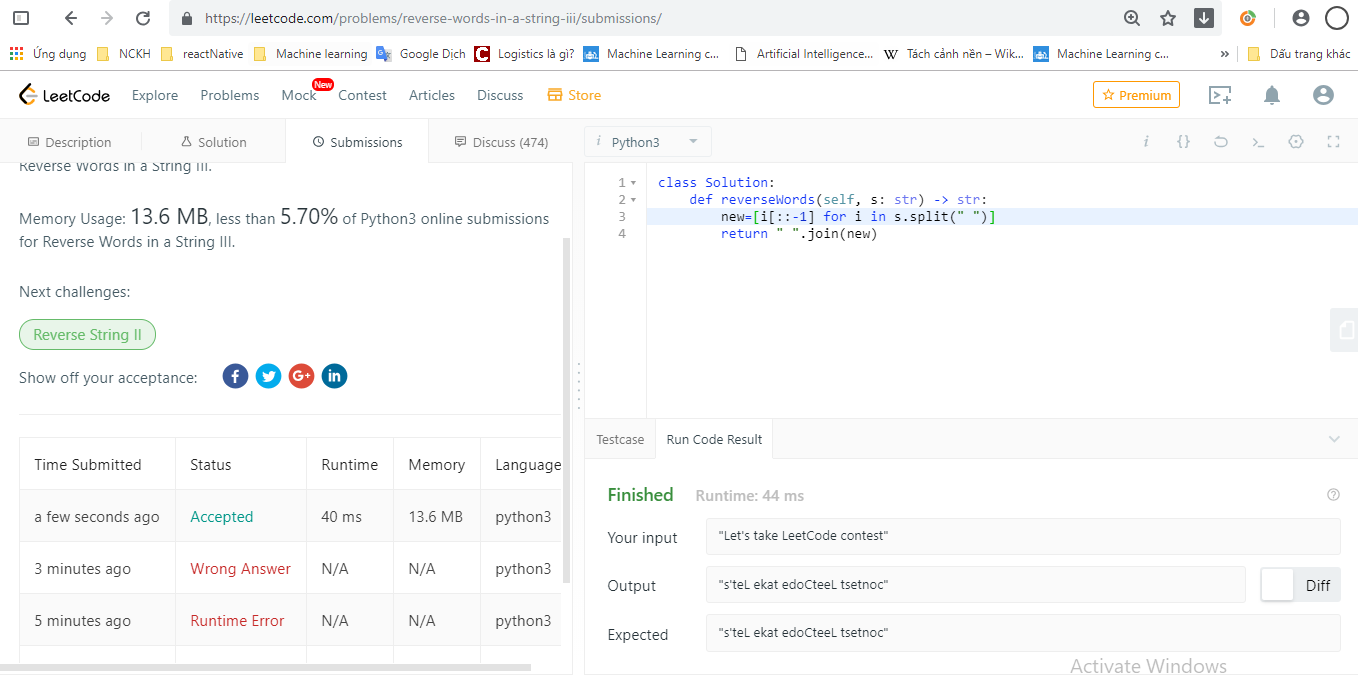 https://leetcode.com/problems/reverse-words-in-a-string-iii/submissions/
Ứng dụng NCKH reactNative Machine learning Google Dịch Logistics là gì? Machine Learning c... Artificial Intelligence... W Tách cảnh nền – Wik... Machine Learning c... » Dấu trang khác
LeetCode Explore Problems Mock New Contest Articles Discuss Store Premium
Description Solution Submissions Discuss (474)
i Python3
Reverse Words in a String III.
Memory Usage: 13.6 MB, less than 5.70% of Python3 online submissions
for Reverse Words in a String III.
Next challenges:
Reverse String II
Show off your acceptance:
Time Submitted Status Runtime Memory Language
a few seconds ago Accepted 40 ms 13.6 MB python3
3 minutes ago Wrong Answer N/A N/A python3
5 minutes ago Runtime Error N/A N/A python3
1 class Solution:
2 def reverseWords(self, s: str) -> str:
3 new=[i[::-1] for i in s.split(" ")]
4 return " ".join(new)
Testcase Run Code Result
Finished Runtime: 44 ms
Your input "Let's take LeetCode contest"
Output "s'teL ekat edoCteeL tsetnoc" Diff
Expected "s'teL ekat edoCteeL tsetnoc"
Activate Windows